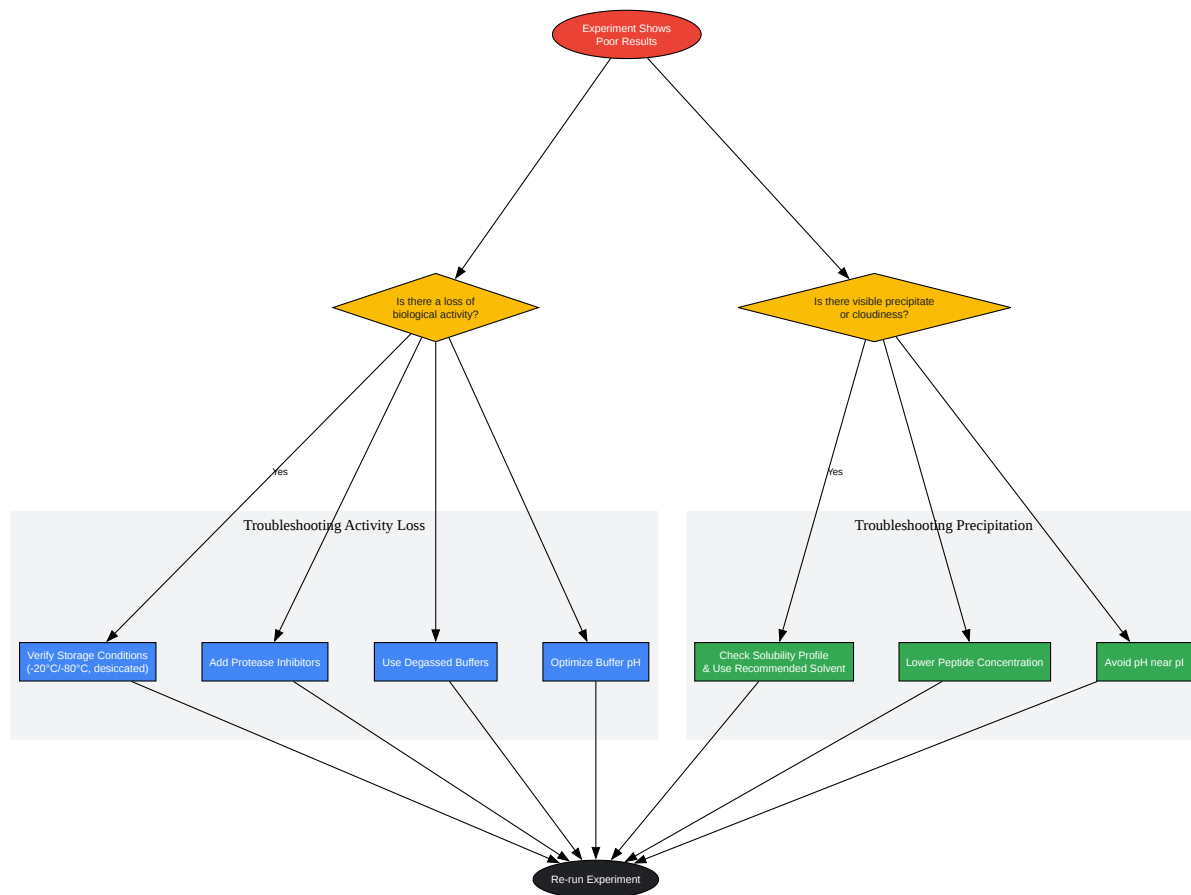 Experiment Shows
Poor Results
Is there a loss of
biological activity?
Is there visible precipitate
or cloudiness?
Yes
Yes
Troubleshooting Activity Loss
Troubleshooting Precipitation
Verify Storage Conditions
(-20°C/-80°C, desiccated)
Add Protease Inhibitors
Use Degassed Buffers
Optimize Buffer pH
Check Solubility Profile
& Use Recommended Solvent
Lower Peptide Concentration
Avoid pH near pI
Re-run Experiment